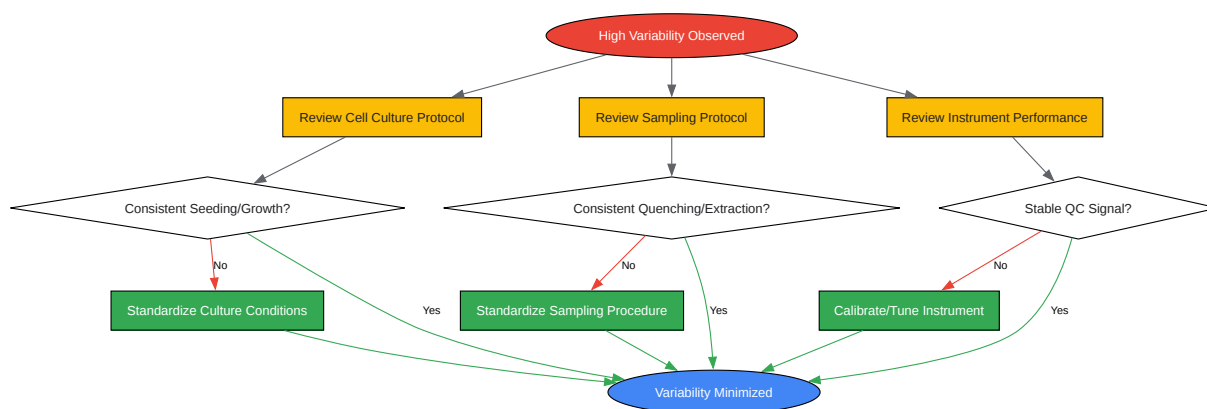 High Variability Observed
Review Cell Culture Protocol
Review Sampling Protocol
Review Instrument Performance
Consistent Seeding/Growth?
Consistent Quenching/Extraction?
Stable QC Signal?
No
No
No
Standardize Culture Conditions
Yes
Standardize Sampling Procedure
Yes
Calibrate/Tune Instrument
Yes
Variability Minimized